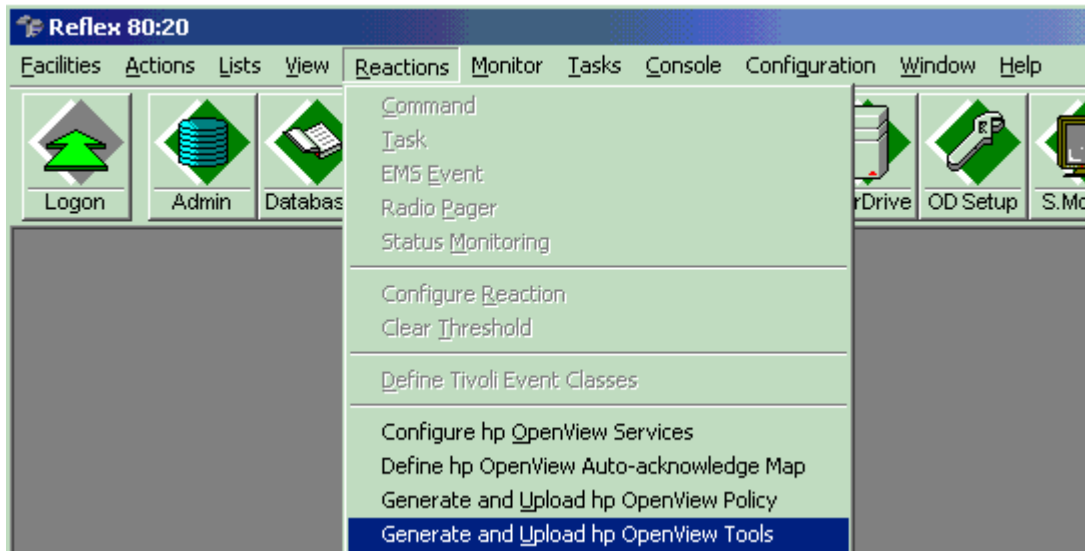 Reflex 80:20
Facilities Actions Lists View Reactions Monitor Tasks Console Configuration Window Help
Logon Admin OD Setup
Command
Task
EMS Event
Radio Pager
Status Monitoring
Configure Reaction
Clear Threshold
Define Tivoli Event Classes
Configure hp OpenView Services
Define hp OpenView Auto-acknowledge Map
Generate and Upload hp OpenView Policy
Generate and Upload hp OpenView Tools